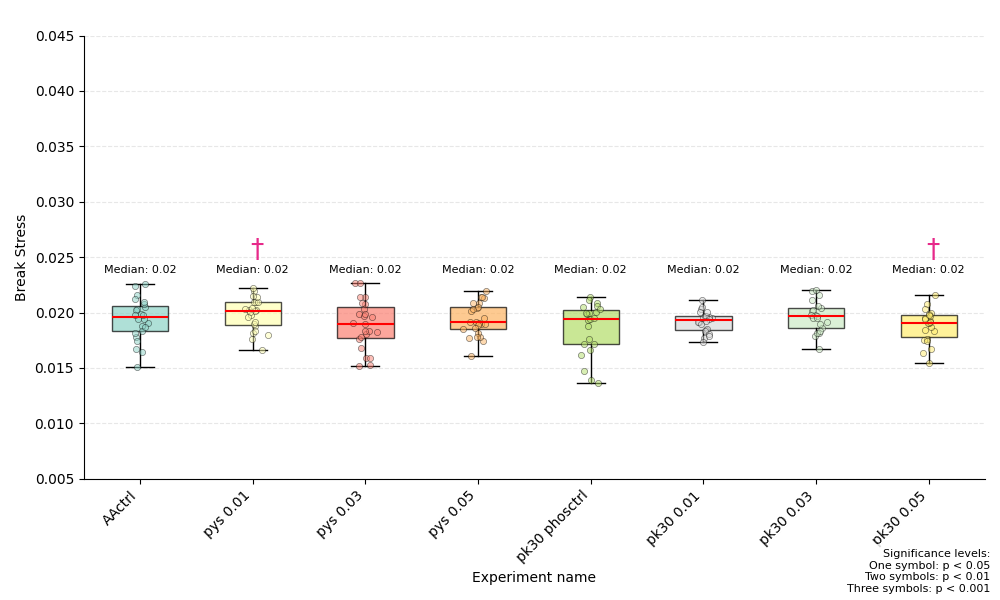 0.045
0.040
0.035
0.030
0.025
0.020
0.015
0.010
0.005
Break Stress
† †
Median: 0.02 Median: 0.02 Median: 0.02 Median: 0.02 Median: 0.02 Median: 0.02 Median: 0.02 Median: 0.02
AActrl pys 0.01 pys 0.03 pys 0.05 pk30 phosctrl pk30 0.01 pk30 0.03 pk30 0.05
Experiment name
Significance levels:
One symbol: p < 0.05
Two symbols: p < 0.01
Three symbols: p < 0.001